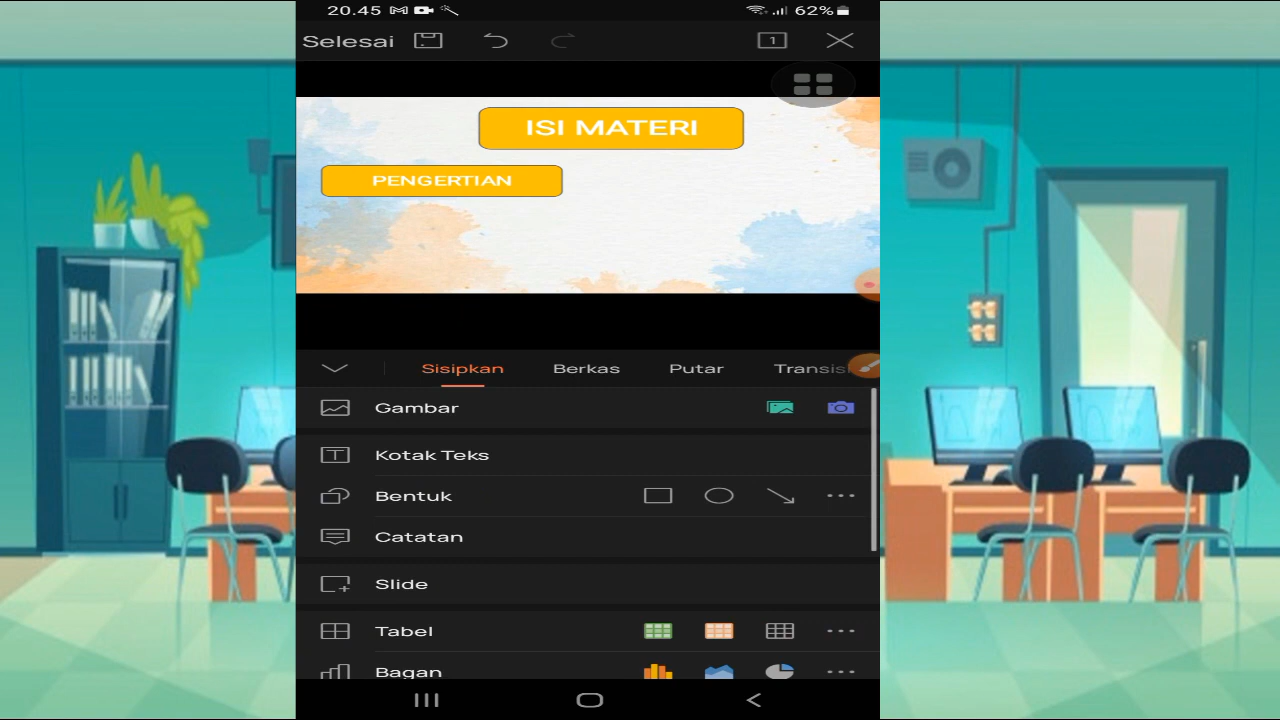 20.45 62%
Selesai 1
ISI MATERI
PENGERTIAN
Sisipkan Berkas Putar Transisi
Gambar
Kotak Teks
Bentuk
Catatan
Slide
Tabel
Bagan